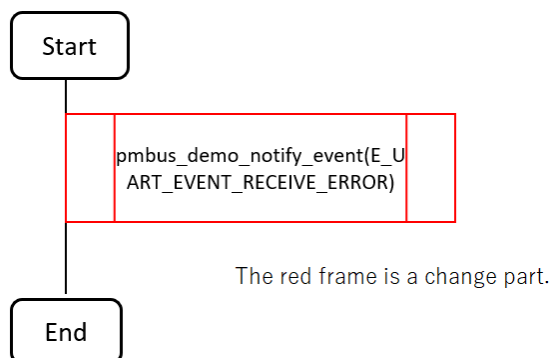 Start
pmbus_demo_notify_event(E_U
ART_EVENT_RECEIVE_ERROR)
The red frame is a change part.
End